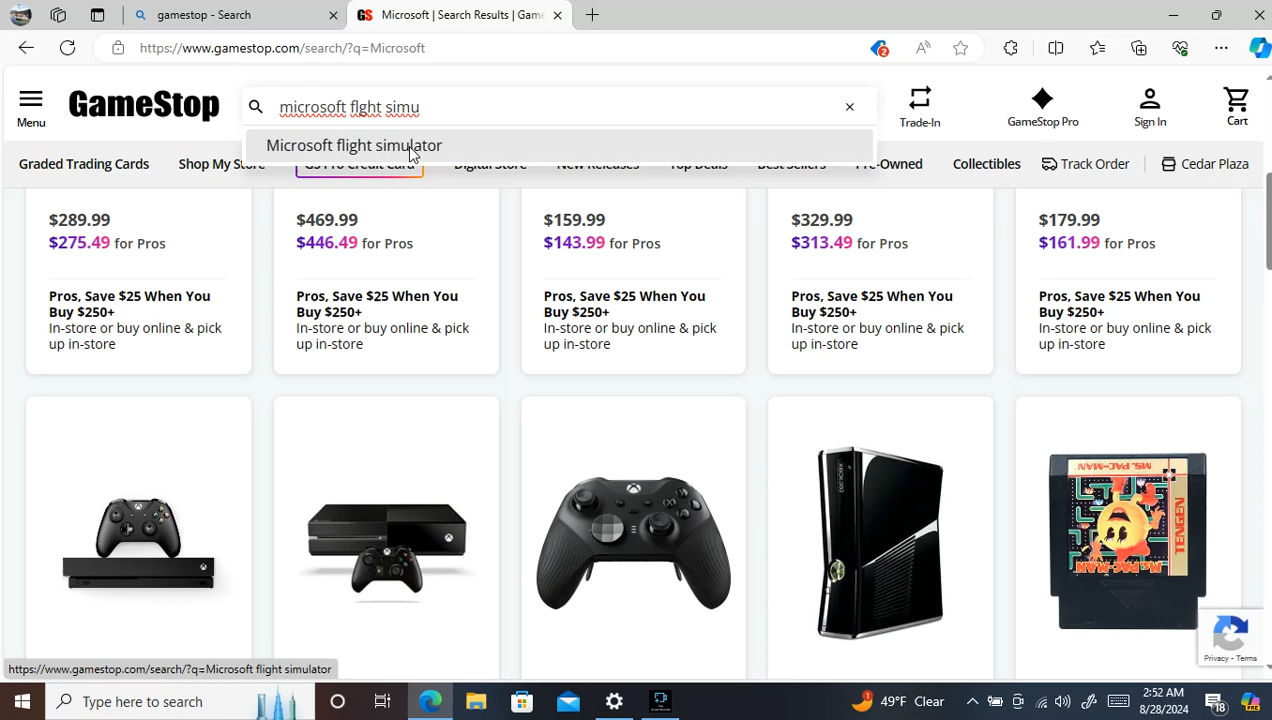 gamestop - Search
GS Microsoft | Search Results | Game
https://www.gamestop.com/search/?q=Microsoft
2
Menu
GameStop
microsoft flght simu
Trade-In
GameStop Pro
Sign In
Cart
Microsoft flight simulator
Graded Trading Cards
Shop My Store
GS Pro Credit Card
Digital Store
New Releases
Top Deals
Best Sellers
Pre-Owned
Collectibles
Track Order
Cedar Plaza
$289.99
$275.49 for Pros
Pros, Save $25 When You
Buy $250+
In-store or buy online & pick
up in-store
$469.99
$446.49 for Pros
Pros, Save $25 When You
Buy $250+
In-store or buy online & pick
up in-store
$159.99
$143.99 for Pros
Pros, Save $25 When You
Buy $250+
In-store or buy online & pick
up in-store
$329.99
$313.49 for Pros
Pros, Save $25 When You
Buy $250+
In-store or buy online & pick
up in-store
$179.99
$161.99 for Pros
Pros, Save $25 When You
Buy $250+
In-store or buy online & pick
up in-store
MS. PAC-MAN
MS. PAC-MAN
TENGEN
Privacy - Terms
https://www.gamestop.com/search/?q=Microsoft flight simulator
Type here to search
49°F Clear
2:52 AM
8/28/2024
18